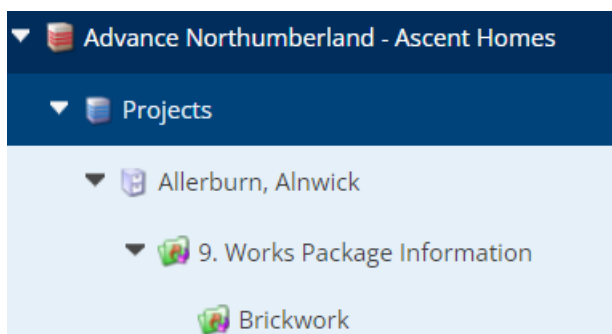 Advance Northumberland - Ascent Homes
Projects
Allerburn, Alnwick
9. Works Package Information
Brickwork